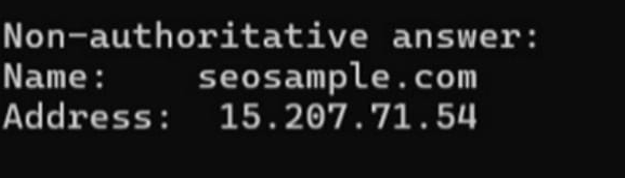 Non-authoritative answer:
Name:    seosample.com
Address:  15.207.71.54